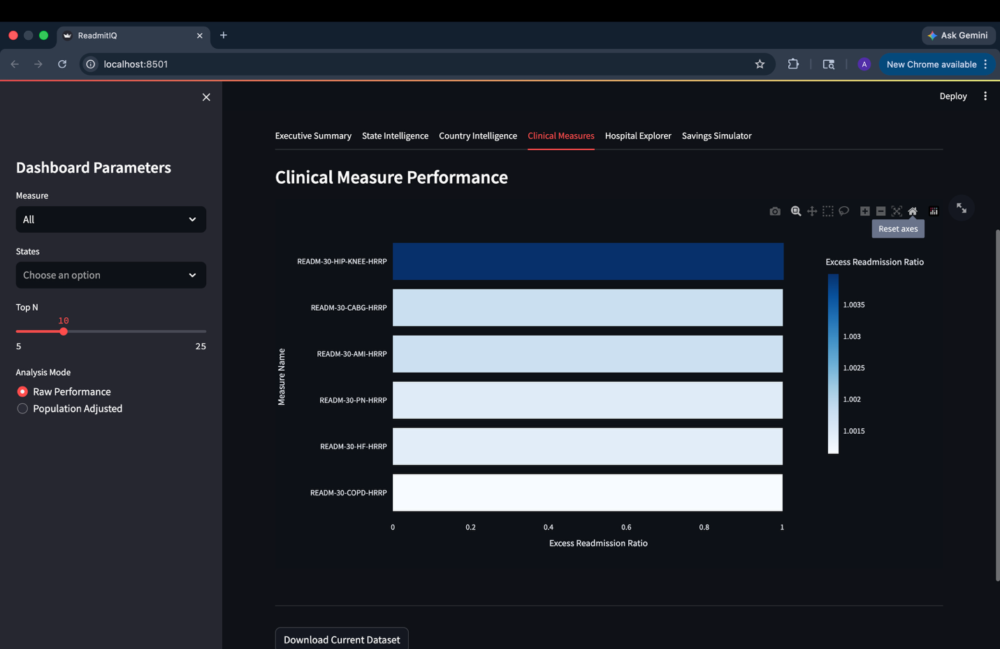 ReadmitIQ
Ask Gemini
localhost:8501
A
New Chrome available
Deploy
Executive Summary
State Intelligence
Country Intelligence
Clinical Measures
Hospital Explorer
Savings Simulator
Dashboard Parameters
Measure
All
States
Choose an option
Top N
10
5
25
Analysis Mode
Raw Performance
Population Adjusted
Clinical Measure Performance
Reset axes
Measure Name
READM-30-HIP-KNEE-HRRP
READM-30-CABG-HRRP
READM-30-AMI-HRRP
READM-30-PN-HRRP
READM-30-HF-HRRP
READM-30-COPD-HRRP
0
0.2
0.4
0.6
0.8
1
Excess Readmission Ratio
Excess Readmission Ratio
1.0035
1.003
1.0025
1.002
1.0015
Download Current Dataset